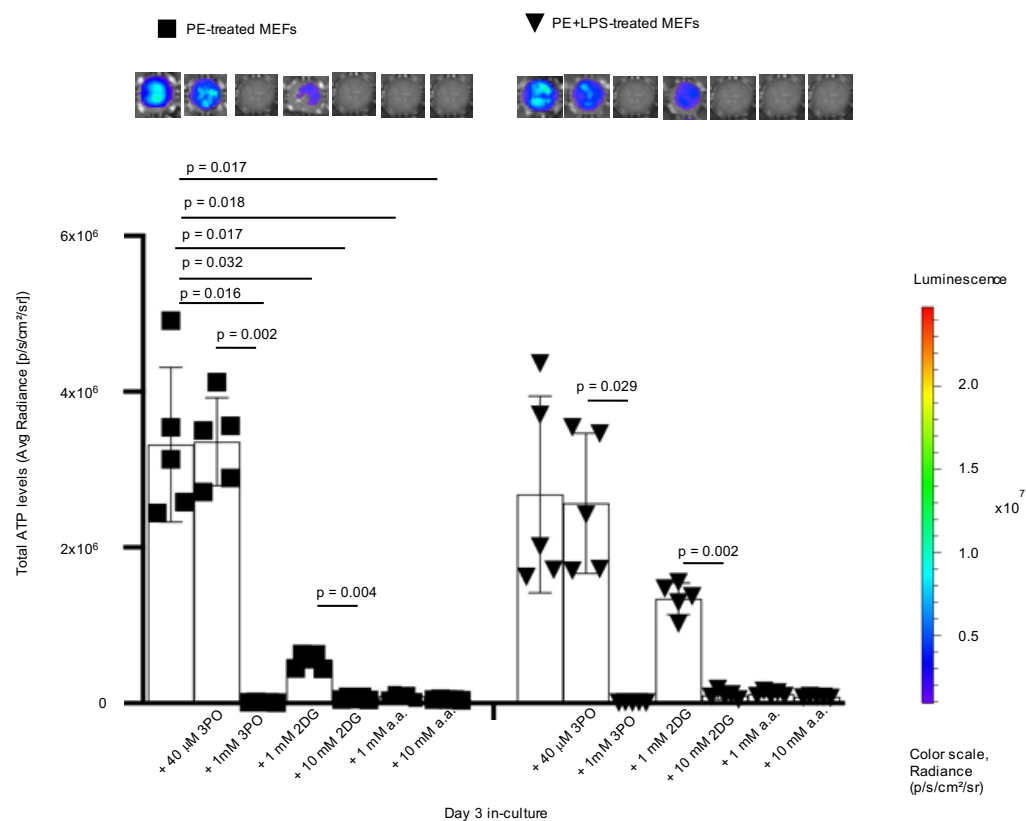 PE-treated MEFs
PE+LPS-treated MEFs
p = 0.017
p = 0.018
p = 0.017
p = 0.032
p = 0.016
p = 0.002
p = 0.004
p = 0.029
p = 0.002
Total ATP levels (Avg Radiance [p/s/cm²/sr])
6x10⁶
4x10⁶
2x10⁶
0
+ 40 µM 3PO
+ 1mM 3PO
+ 1 mM 2DG
+ 10 mM 2DG
+ 1 mM a.a.
+ 10 mM a.a.
+ 40 µM 3PO
+ 1mM 3PO
+ 1 mM 2DG
+ 10 mM 2DG
+ 1 mM a.a.
+ 10 mM a.a.
Day 3 in-culture
Luminescence
2.0
1.5
1.0
0.5
x10⁷
Color scale,
Radiance
(p/s/cm²/sr)